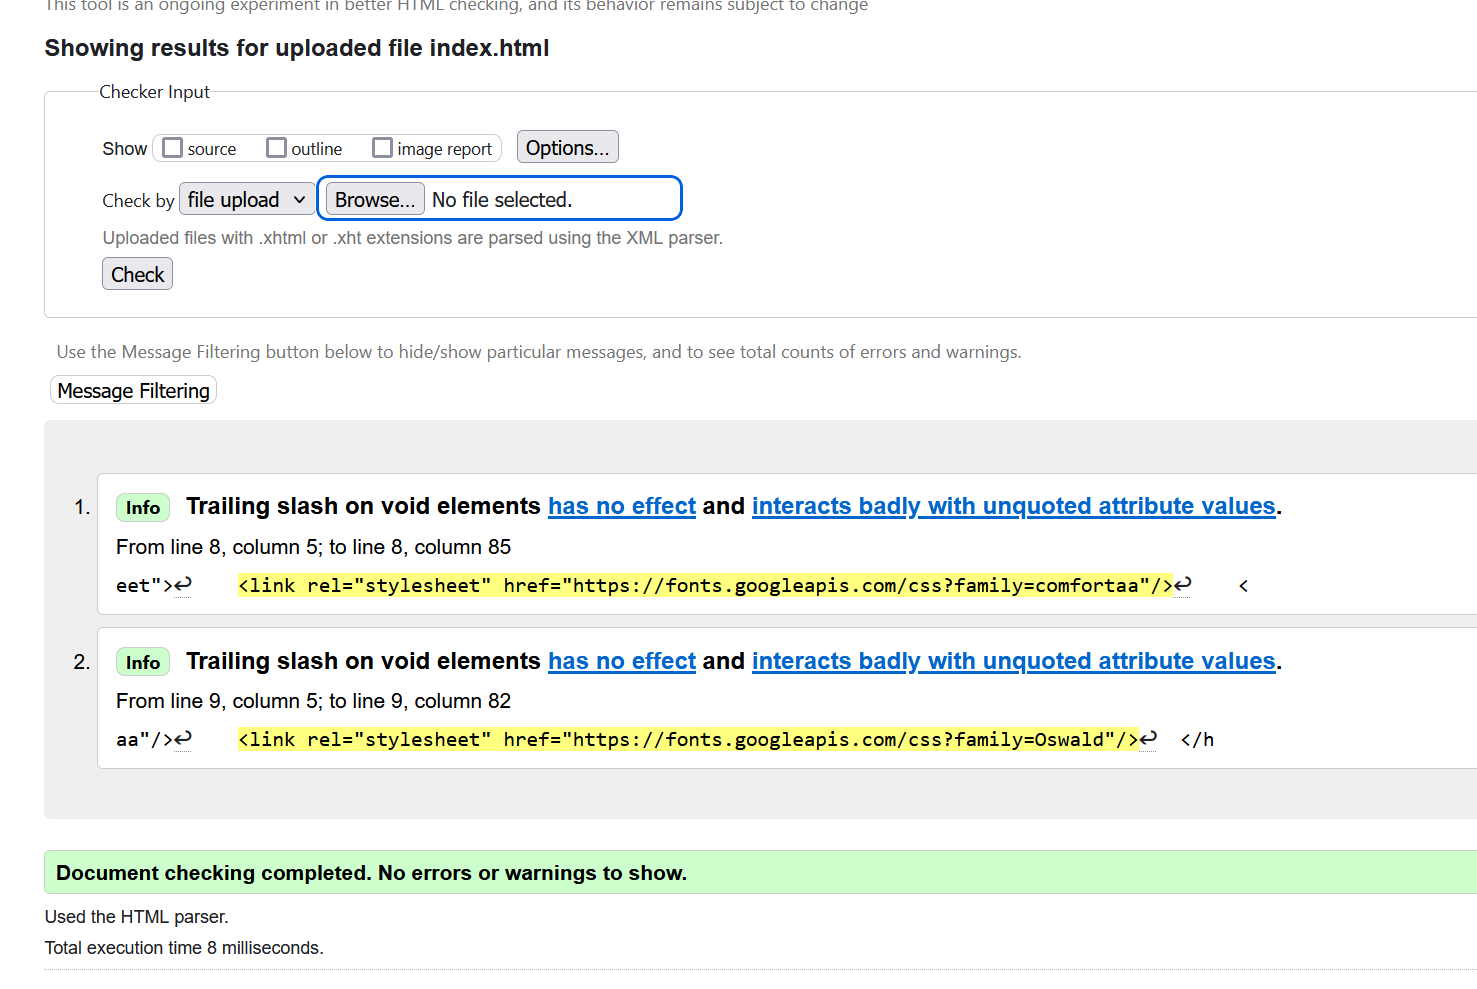 This tool is an ongoing experiment in better HTML checking, and its behavior remains subject to change
Showing results for uploaded file index.html
Checker Input
Show source outline image report Options...
Check by file upload Browse... No file selected.
Uploaded files with .xhtml or .xht extensions are parsed using the XML parser.
Check
Use the Message Filtering button below to hide/show particular messages, and to see total counts of errors and warnings.
Message Filtering
1. Info Trailing slash on void elements has no effect and interacts badly with unquoted attribute values.
From line 8, column 5; to line 8, column 85
eet">↩ <link rel="stylesheet" href="https://fonts.googleapis.com/css?family=comfortaa"/>↩ <
2. Info Trailing slash on void elements has no effect and interacts badly with unquoted attribute values.
From line 9, column 5; to line 9, column 82
aa"/>↩ <link rel="stylesheet" href="https://fonts.googleapis.com/css?family=Oswald"/>↩ </h
Document checking completed. No errors or warnings to show.
Used the HTML parser.
Total execution time 8 milliseconds.